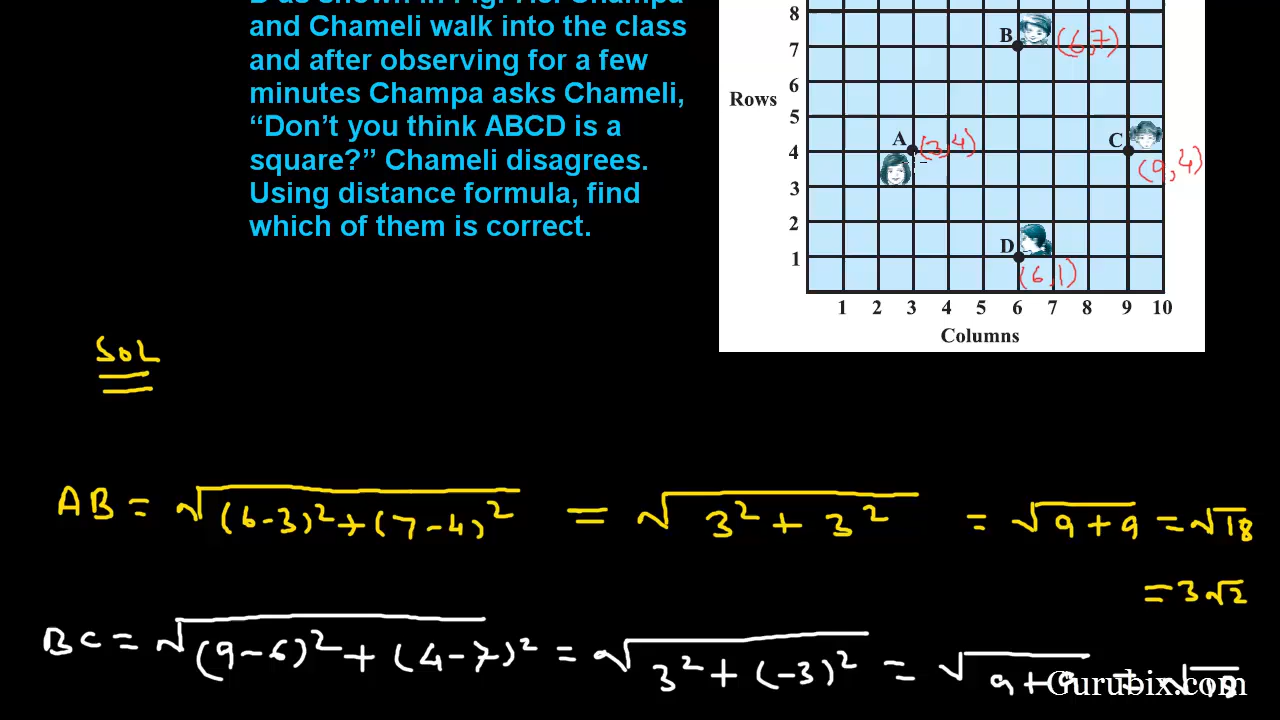 and Chameli walk into the class
and after observing for a few
minutes Champa asks Chameli,
“Don’t you think ABCD is a
square?” Chameli disagrees.
Using distance formula, find
which of them is correct.
8
7
6
5
4
3
2
1
Rows
B (6,7)
A (3,4)
C (9,4)
D (6,1)
1 2 3 4 5 6 7 8 9 10
Columns
SOL
AB = √(6-3)²+(7-4)² = √3²+3² = √9+9 = √18
= 3√2
BC = √(9-6)²+(4-7)² = √3²+(-3)² = √9+9 = √18
Gurubix.com